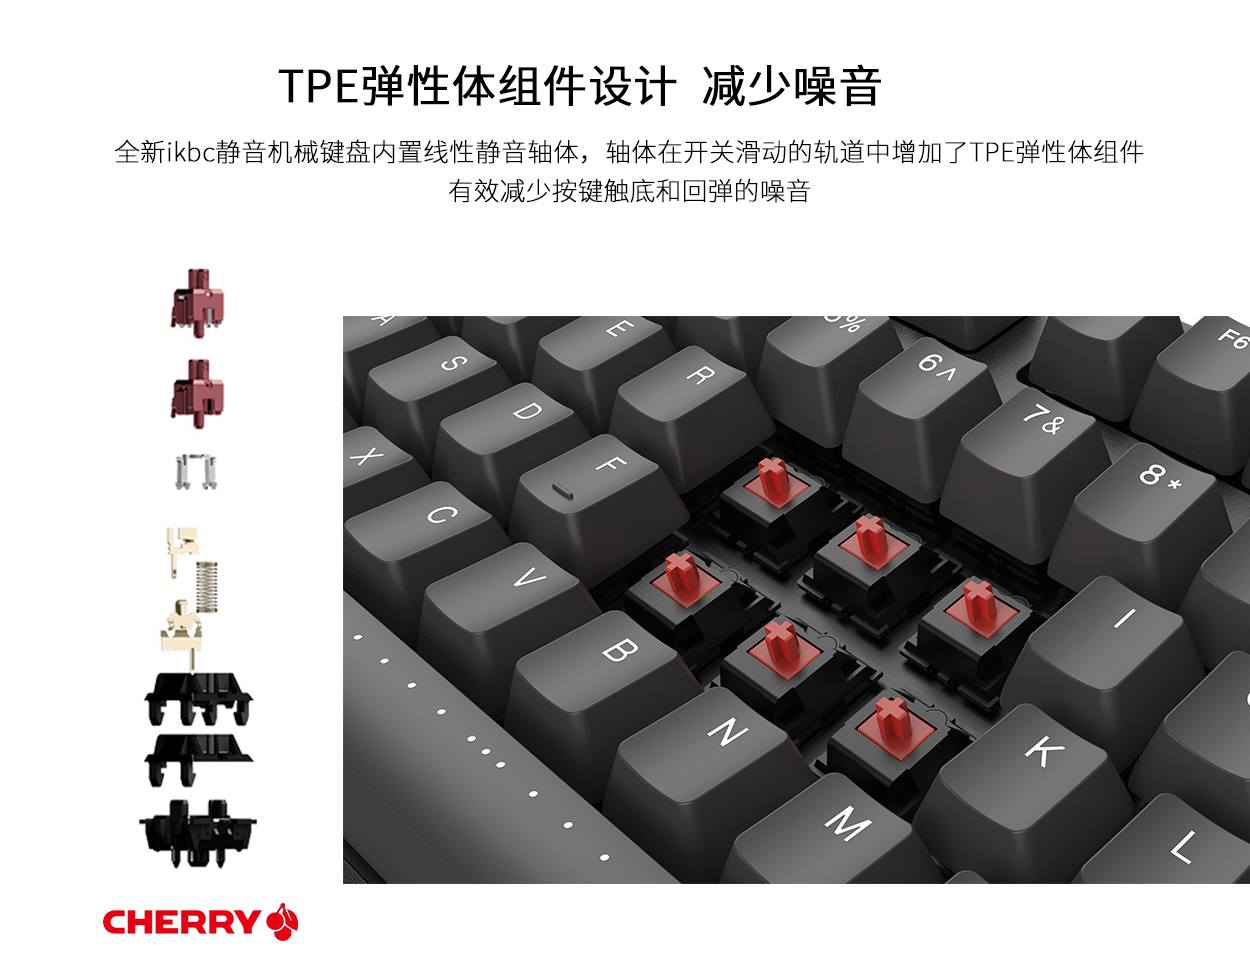 TPE弹性体组件设计 减少噪音
全新ikbc静音机械键盘内置线性静音轴体，轴体在开关滑动的轨道中增加了TPE弹性体组件
有效减少按键触底和回弹的噪音
A
S
D
F
E
R
5%
6^
7&
8*
F6
X
C
V
B
N
M
I
K
L
CHERRY